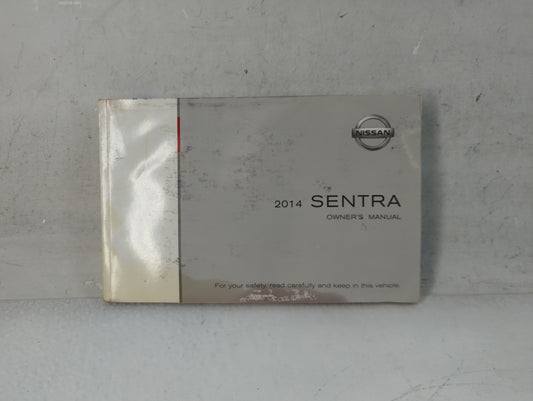 NISSAN
2014 SENTRA
OWNER'S MANUAL
For your safety, read carefully and keep in this vehicle.